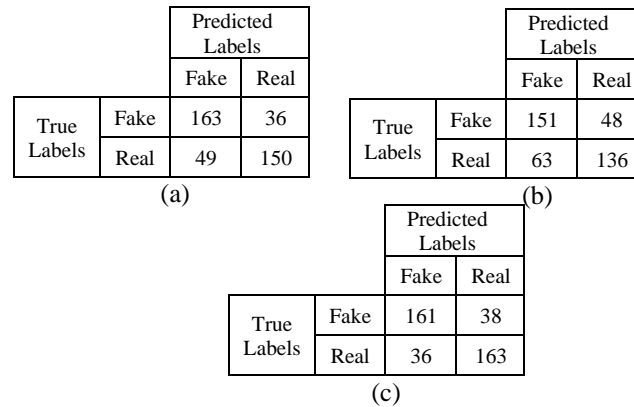 Predicted
Labels
Fake Real
True
Labels
Fake 163 36
Real 49 150
(a)
Predicted
Labels
Fake Real
True
Labels
Fake 151 48
Real 63 136
(b)
Predicted
Labels
Fake Real
True
Labels
Fake 161 38
Real 36 163
(c)